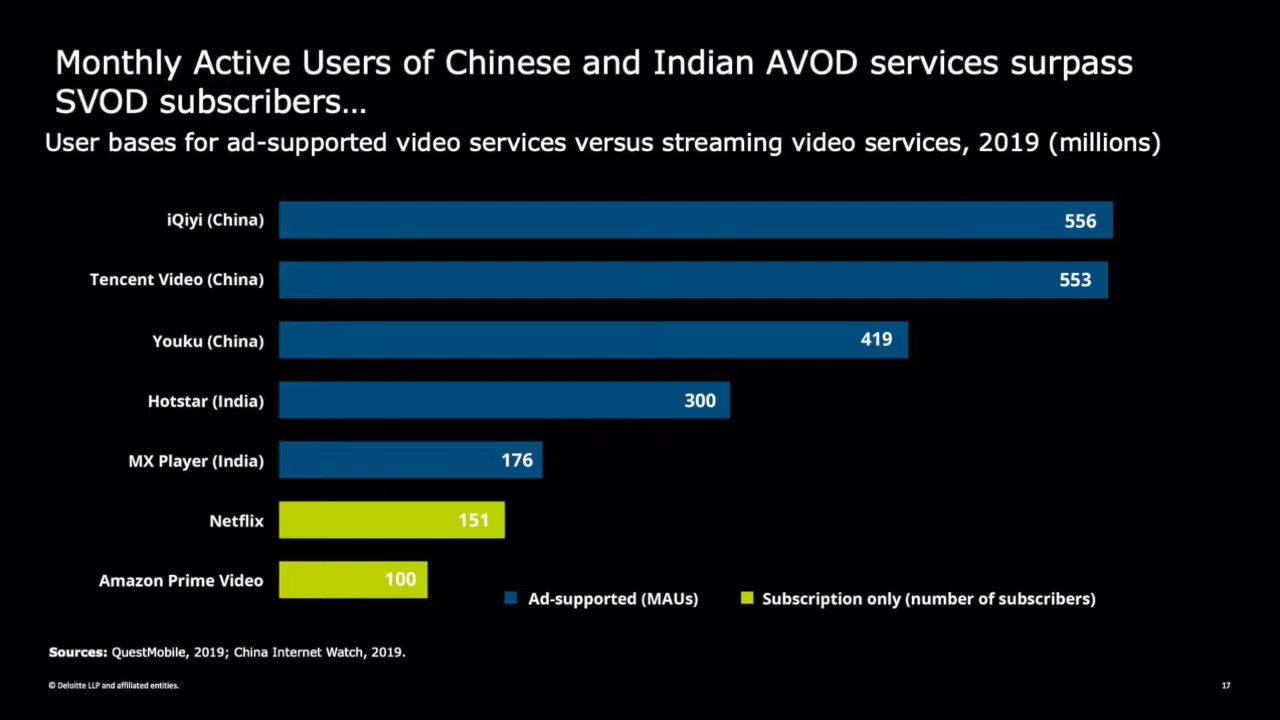 Monthly Active Users of Chinese and Indian AVOD services surpass
SVOD subscribers…
User bases for ad-supported video services versus streaming video services, 2019 (millions)
iQiyi (China) 556
Tencent Video (China) 553
Youku (China) 419
Hotstar (India) 300
MX Player (India) 176
Netflix 151
Amazon Prime Video 100
Ad-supported (MAUs) Subscription only (number of subscribers)
Sources: QuestMobile, 2019; China Internet Watch, 2019.
© Deloitte LLP and affiliated entities. 17